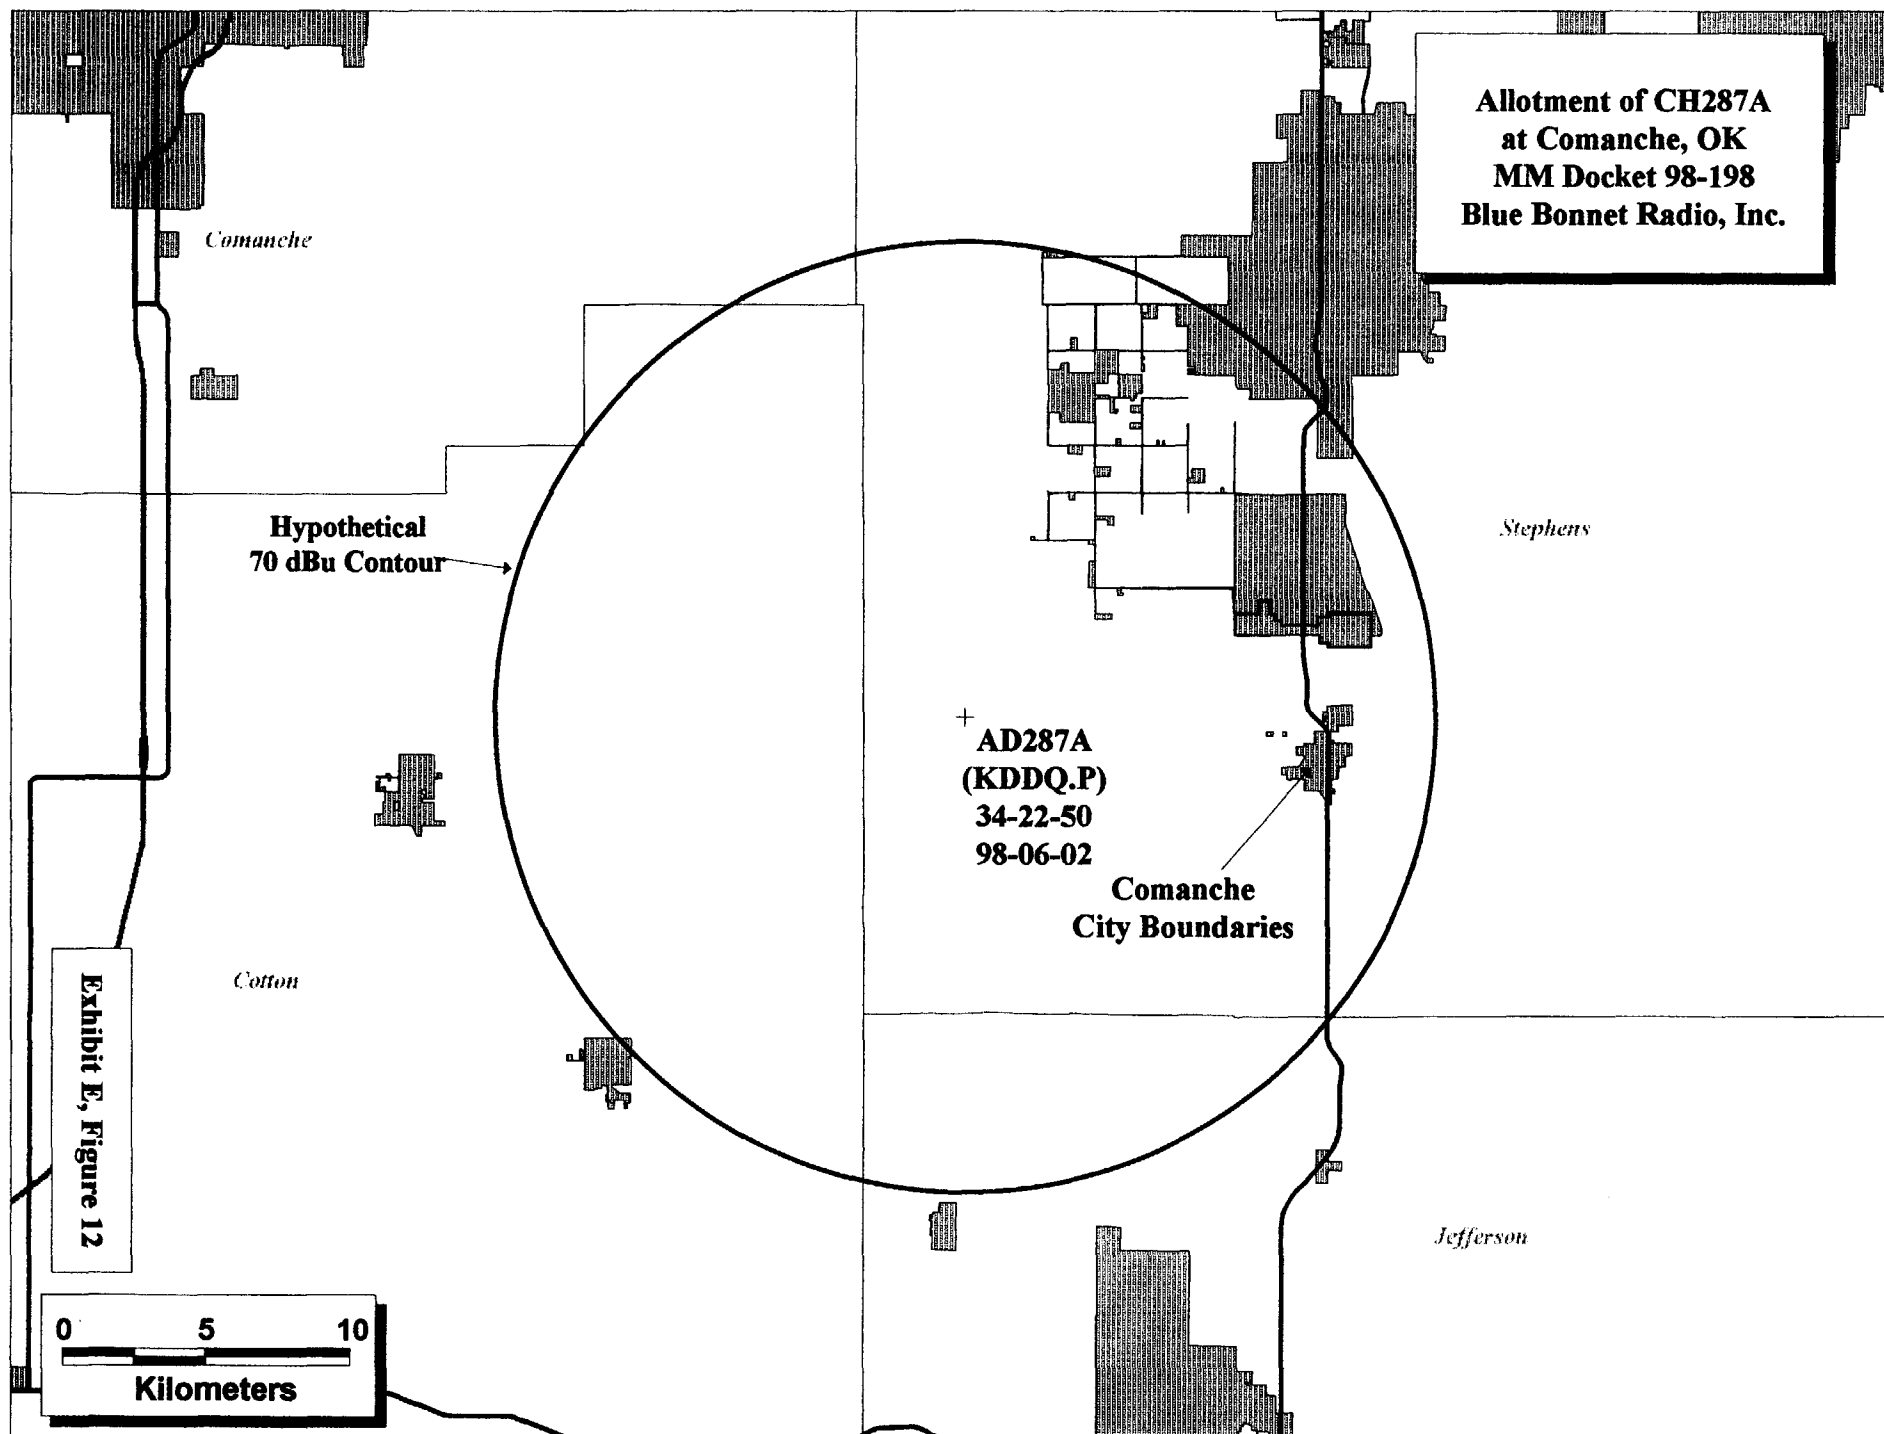 Allotment of CH287A
at Comanche, OK
MM Docket 98-198
Blue Bonnet Radio, Inc.
Comanche
Hypothetical
70 dBu Contour
Stephens
AD287A
(KDDQ.P)
34-22-50
98-06-02
Comanche
City Boundaries
Cotton
Exhibit E, Figure 12
Jefferson
0 5 10
Kilometers